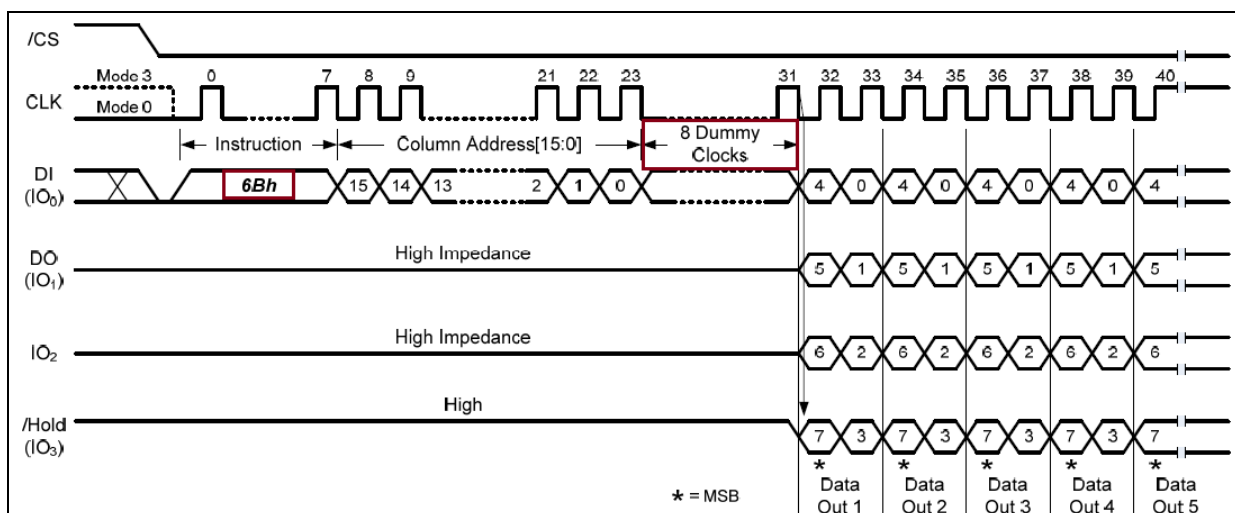 /CS
Mode 3 0 7 8 9 21 22 23 31 32 33 34 35 36 37 38 39 40
CLK Mode 0
Instruction Column Address[15:0] 8 Dummy
Clocks
DI
(IO0) 6Bh 15 14 13 2 1 0 4 0 4 0 4 0 4 0 4
High Impedance
DO
(IO1) 5 1 5 1 5 1 5 1 5
High Impedance
IO2 6 2 6 2 6 2 6 2 6
High
/Hold
(IO3) 7 3 7 3 7 3 7 3 7
* * * * *
* = MSB Data Data Data Data Data
Out 1 Out 2 Out 3 Out 4 Out 5